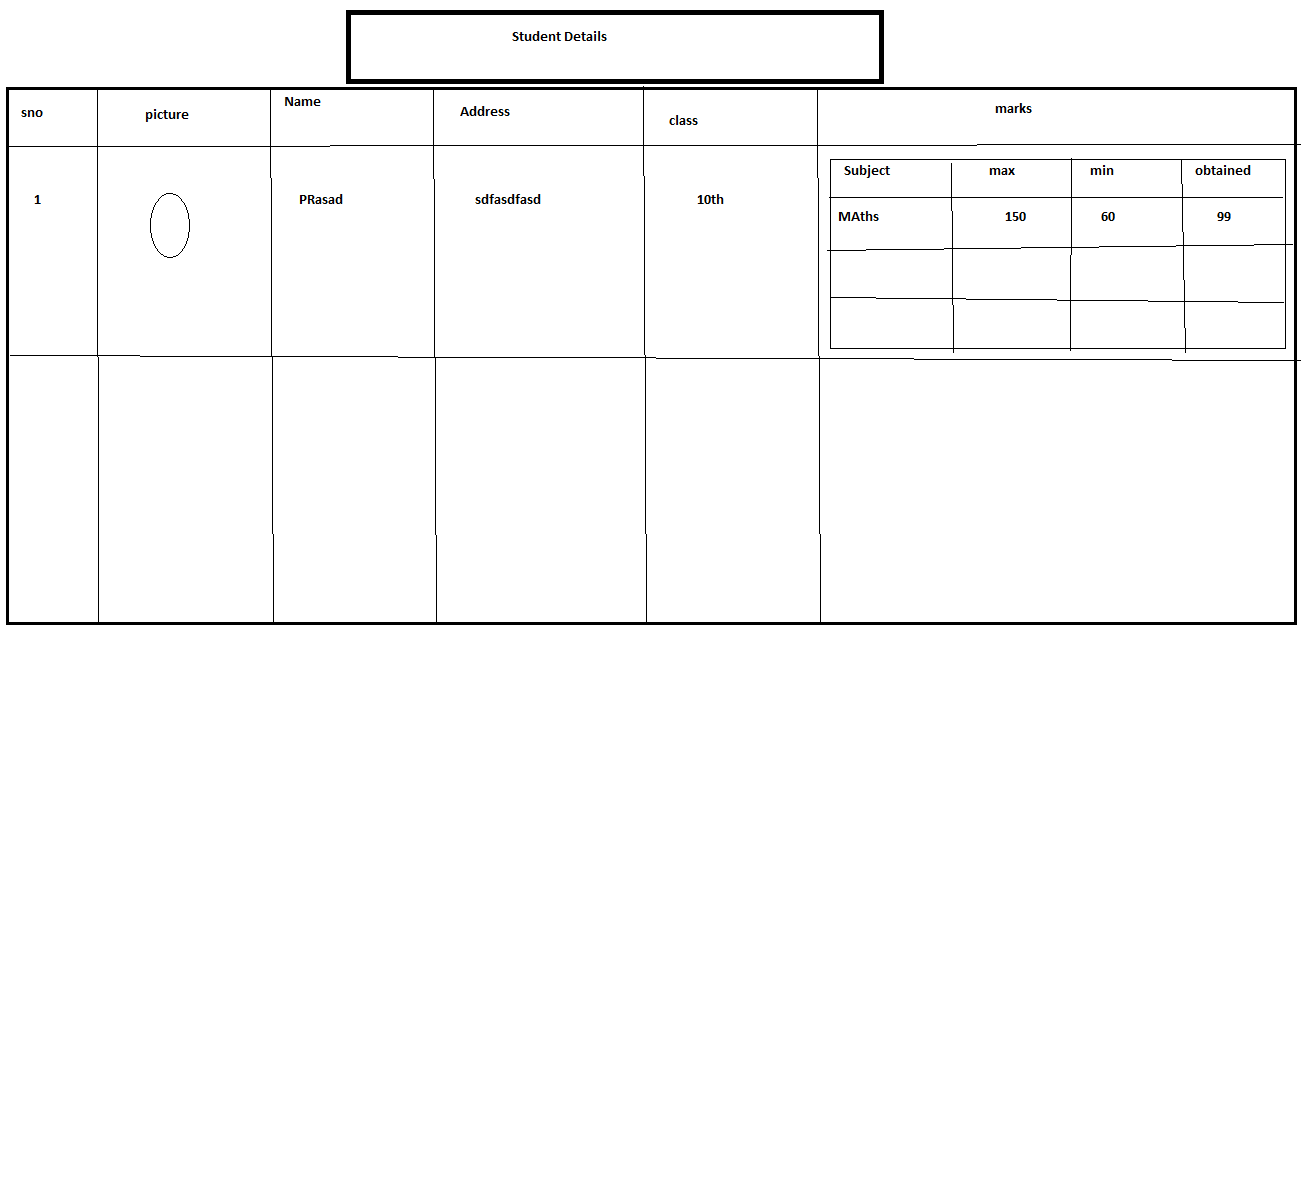 Student Details
sno picture Name Address class marks
Subject max min obtained
1 PRasad sdfasdfasd 10th
MAths 150 60 99